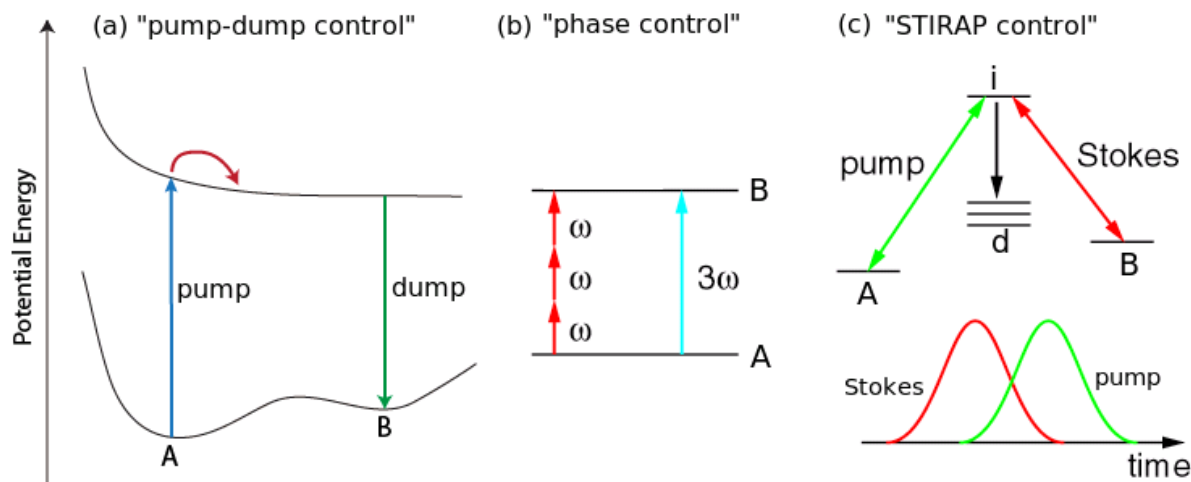 (a) "pump-dump control"
(b) "phase control"
(c) "STIRAP control"
Potential Energy
pump
dump
A
B
ω
ω
ω
3ω
B
A
i
pump
Stokes
d
A
B
Stokes
pump
time